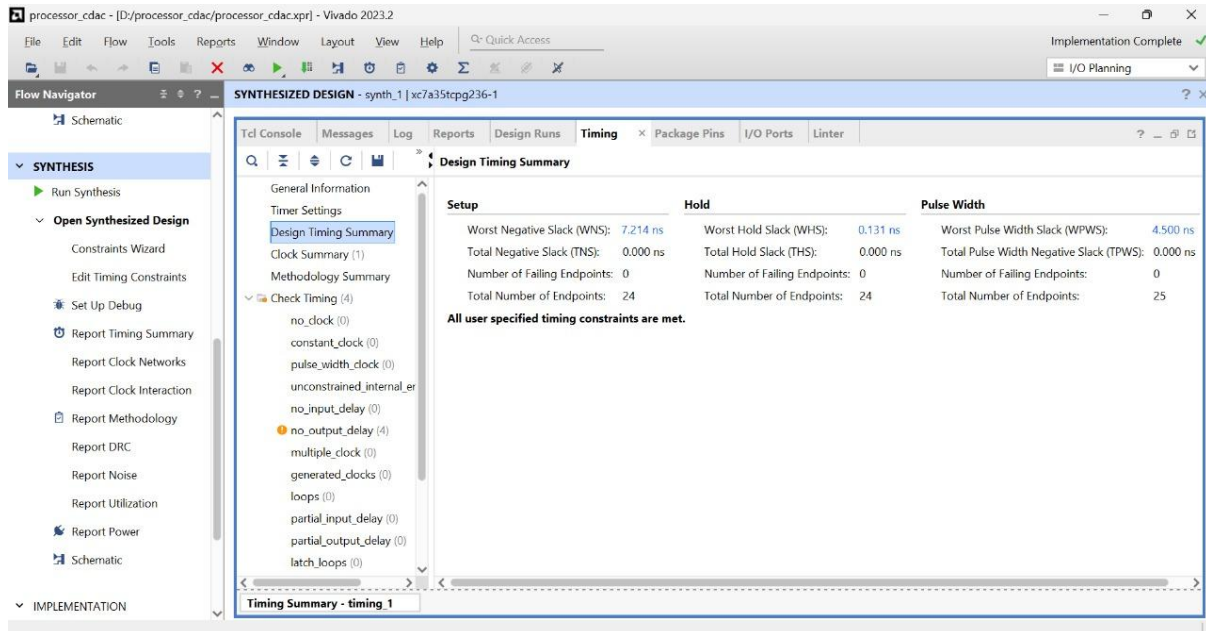 processor_cdac - [D:/processor_cdac/processor_cdac.xpr] - Vivado 2023.2
File Edit Flow Tools Reports Window Layout View Help Q- Quick Access
Implementation Complete
I/O Planning
Flow Navigator
Schematic
SYNTHESIS
Run Synthesis
Open Synthesized Design
Constraints Wizard
Edit Timing Constraints
Set Up Debug
Report Timing Summary
Report Clock Networks
Report Clock Interaction
Report Methodology
Report DRC
Report Noise
Report Utilization
Report Power
Schematic
IMPLEMENTATION
SYNTHESIZED DESIGN - synth_1 | xc7a35tcpg236-1
Tcl Console Messages Log Reports Design Runs Timing Package Pins I/O Ports Linter
General Information
Timer Settings
Design Timing Summary
Clock Summary (1)
Methodology Summary
Check Timing (4)
no_clock (0)
constant_clock (0)
pulse_width_clock (0)
unconstrained_internal_er
no_input_delay (0)
no_output_delay (4)
multiple_clock (0)
generated_clocks (0)
loops (0)
partial_input_delay (0)
partial_output_delay (0)
latch_loops (0)
Design Timing Summary
Setup
Worst Negative Slack (WNS): 7.214 ns
Total Negative Slack (TNS): 0.000 ns
Number of Failing Endpoints: 0
Total Number of Endpoints: 24
Hold
Worst Hold Slack (WHS): 0.131 ns
Total Hold Slack (THS): 0.000 ns
Number of Failing Endpoints: 0
Total Number of Endpoints: 24
Pulse Width
Worst Pulse Width Slack (WPWS): 4.500 ns
Total Pulse Width Negative Slack (TPWS): 0.000 ns
Number of Failing Endpoints: 0
Total Number of Endpoints: 25
All user specified timing constraints are met.
Timing Summary - timing_1